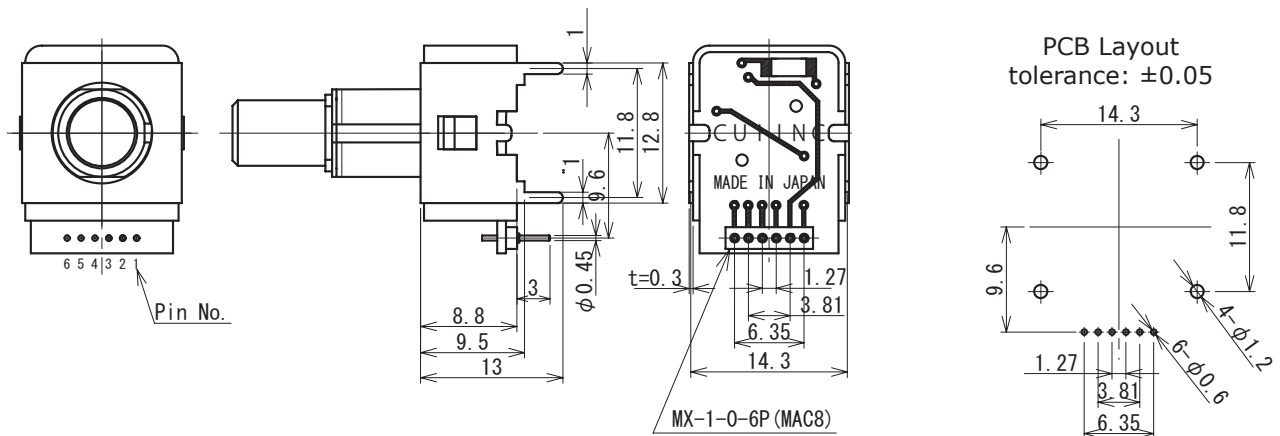 6 5 4 3 2 1
Pin No.
1
11.8
12.8
"1
9.6
φ0.45
3
8.8
9.5
13
CUI INC
MADE IN JAPAN
t=0.3
1.27
3.81
6.35
14.3
MX-1-0-6P(MAC8)
PCB Layout
tolerance: ±0.05
14.3
11.8
9.6
4-φ1.2
6-φ0.6
1.27
3.81
6.35